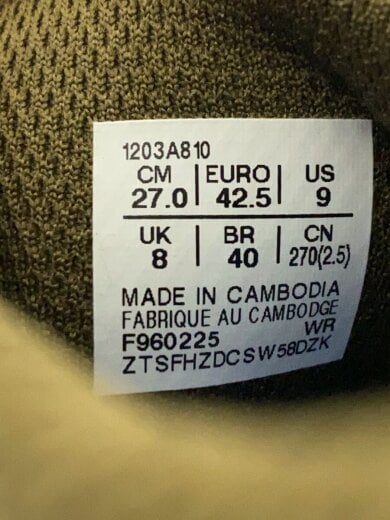 1203A810
CM | EURO | US
27.0 | 42.5 | 9
UK | BR | CN
8 | 40 | 270(2.5)
MADE IN CAMBODIA
FABRIQUE AU CAMBODGE
WR
F960225
ZTSFHZDCSW58DZK